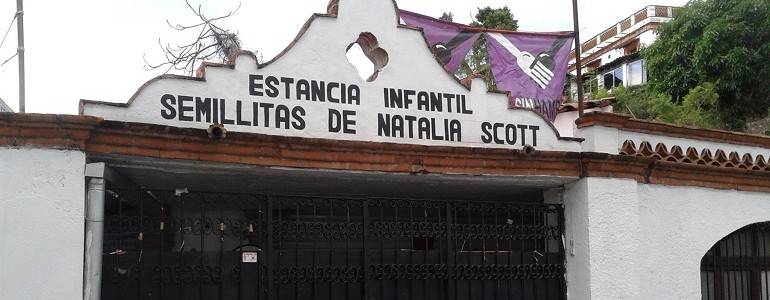 ESTANCIA INFANTIL
SEMILLITAS DE NATALIA SCOTT